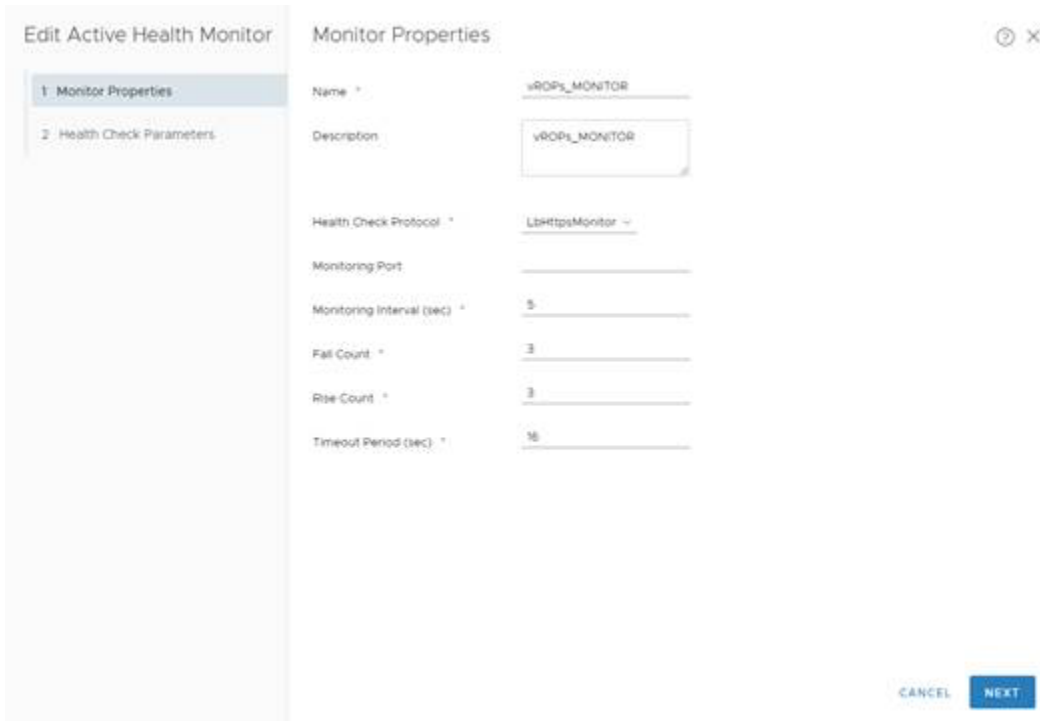 Edit Active Health Monitor
1 Monitor Properties
2 Health Check Parameters
Monitor Properties
Name *
vROPs_MONITOR
Description
vROPs_MONITOR
Health Check Protocol *
LbHttpsMonitor
Monitoring Port
Monitoring Interval (sec) *
5
Fall Count *
3
Rise Count *
3
Timeout Period (sec) *
16
CANCEL
NEXT